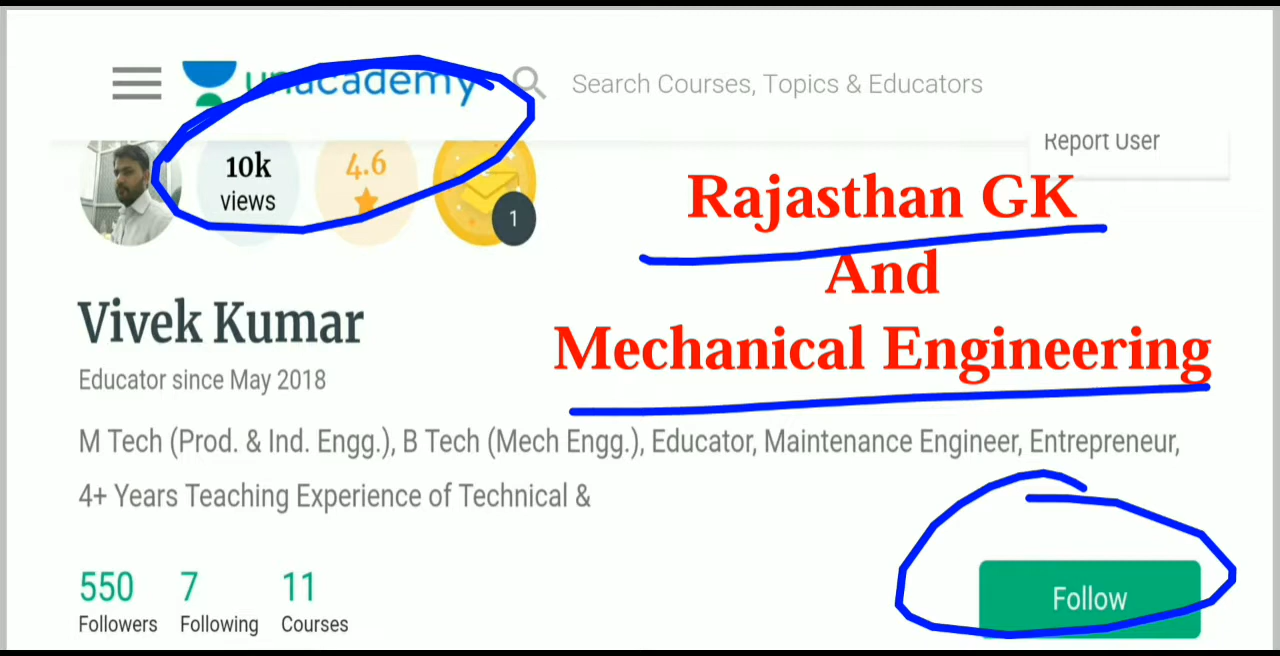 unacademy
Search Courses, Topics & Educators
Report User
10k
views
4.6
1
Rajasthan GK
And
Mechanical Engineering
Vivek Kumar
Educator since May 2018
M Tech (Prod. & Ind. Engg.), B Tech (Mech Engg.), Educator, Maintenance Engineer, Entrepreneur,
4+ Years Teaching Experience of Technical &
550 7 11
Followers Following Courses
Follow